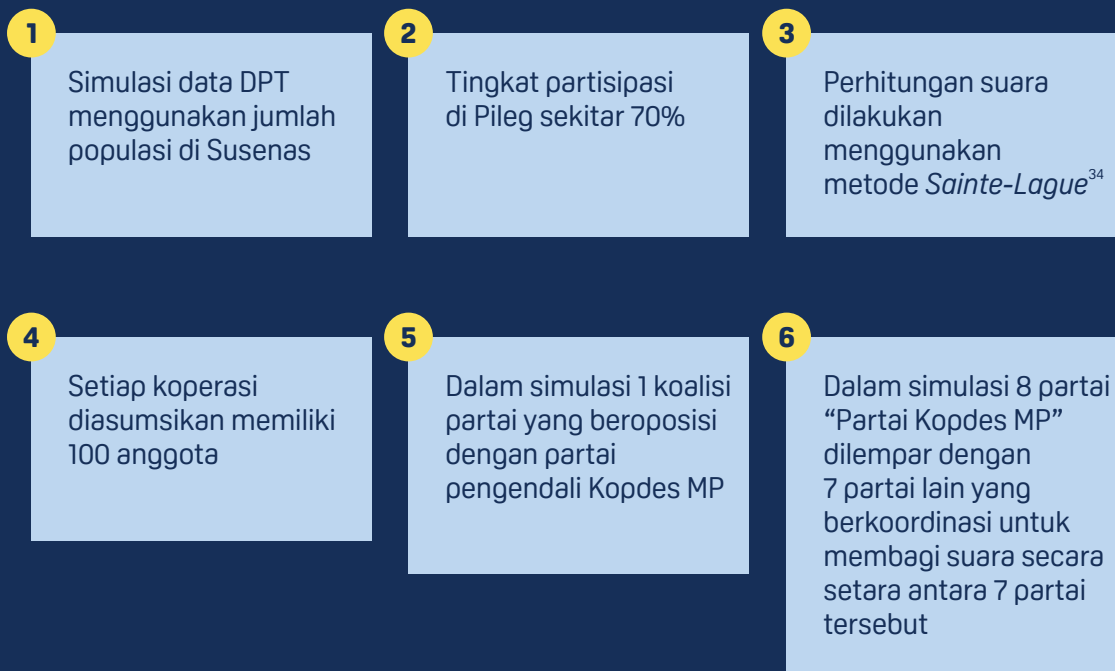 1
Simulasi data DPT
menggunakan jumlah
populasi di Susenas
2
Tingkat partisipasi
di Pileg sekitar 70%
3
Perhitungan suara
dilakukan
menggunakan
metode Sainte-Lague³⁴
4
Setiap koperasi
diasumsikan memiliki
100 anggota
5
Dalam simulasi 1 koalisi
partai yang beroposisi
dengan partai
pengendali Kopdes MP
6
Dalam simulasi 8 partai
“Partai Kopdes MP”
dilempar dengan
7 partai lain yang
berkoordinasi untuk
membagi suara secara
setara antara 7 partai
tersebut